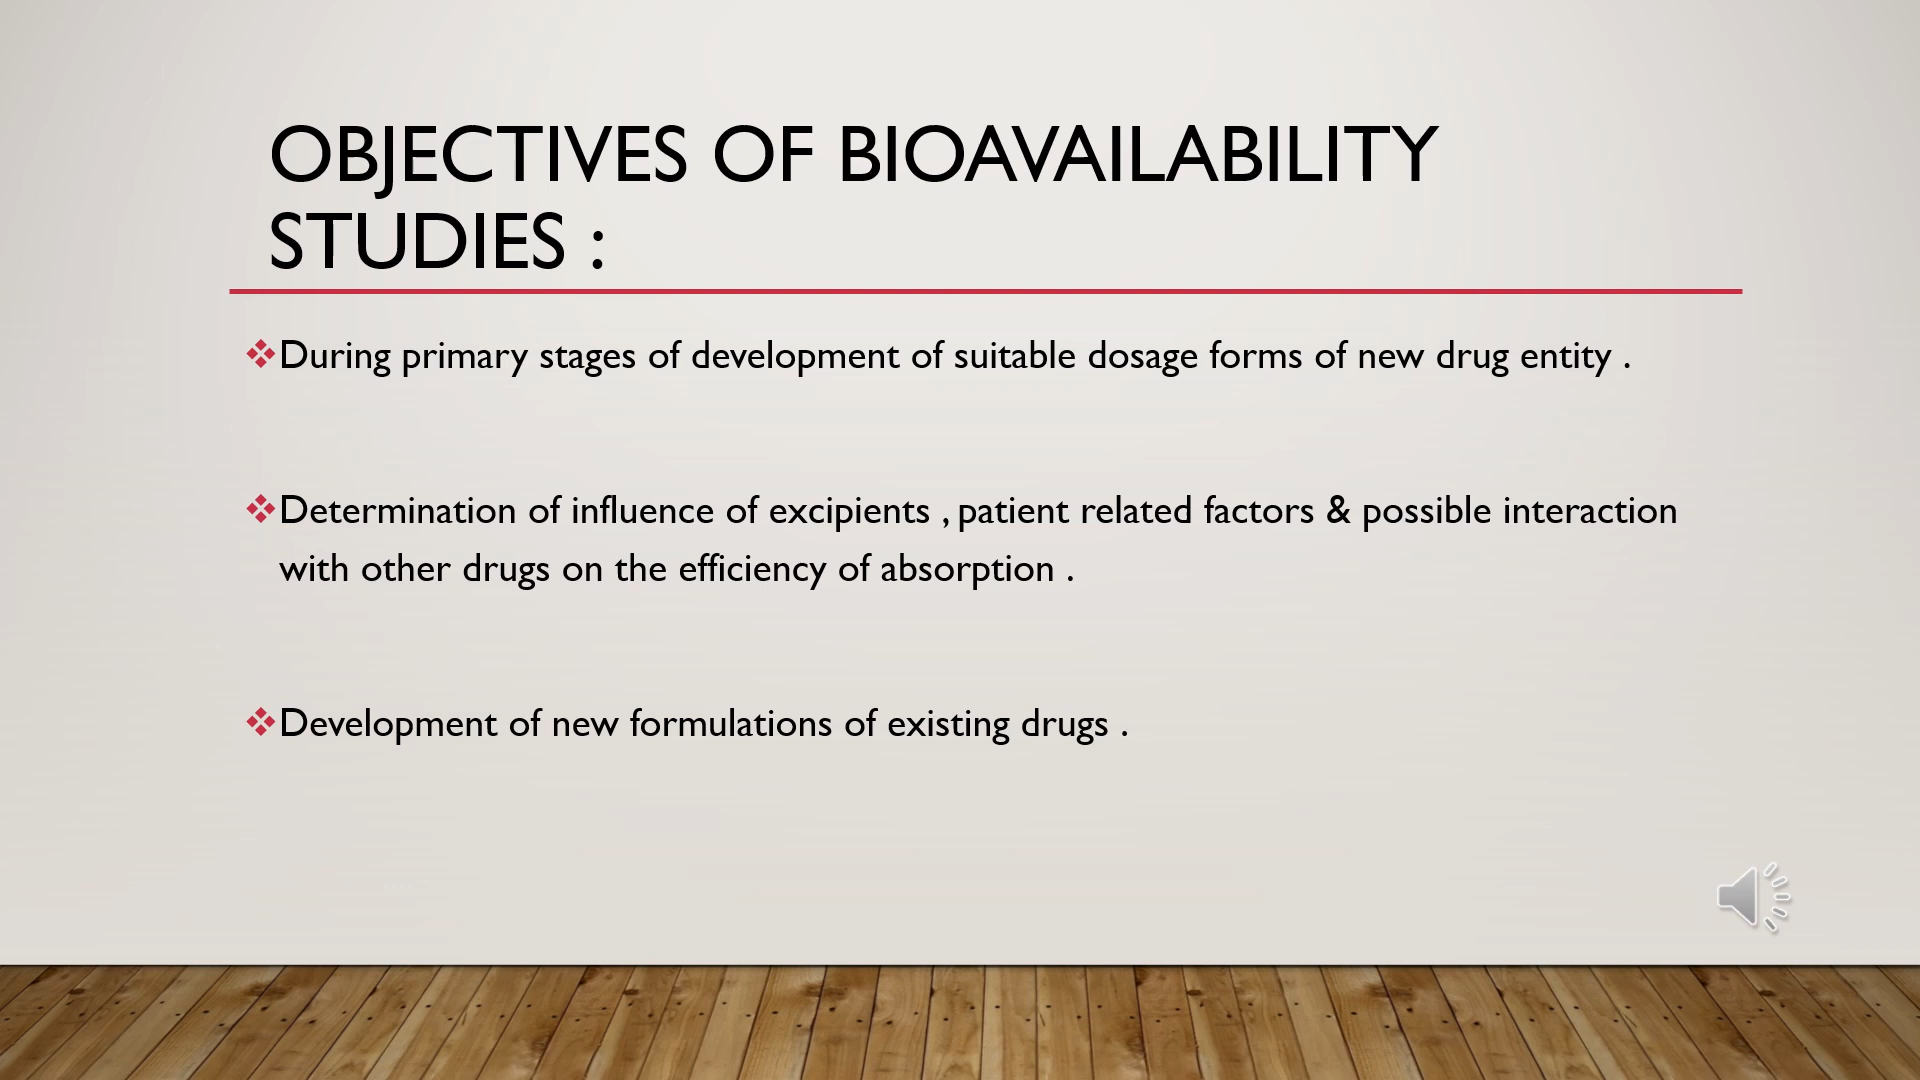 OBJECTIVES OF BIOAVAILABILITY
STUDIES :
❖During primary stages of development of suitable dosage forms of new drug entity .
❖Determination of influence of excipients , patient related factors & possible interaction
with other drugs on the efficiency of absorption .
❖Development of new formulations of existing drugs .